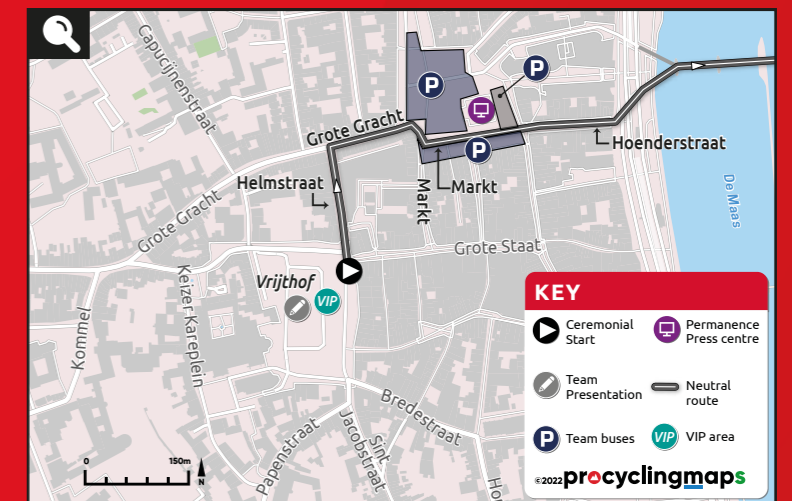 Capucijnenstraat
P
P
Grote Gracht
P
Hoenderstraat
Helmstraat
Markt
Markt
De Maas
Grote Gracht
Grote Staat
Vrijthof
VIP
Keizer Kareplein
Kommel
Bredestraat
Papenstraat
Sint
Jacobstraat
0 150m
N
KEY
Ceremonial
Start
Permanence
Press centre
Team
Presentation
Neutral
route
P Team buses
VIP VIP area
©2022 procyclingmaps